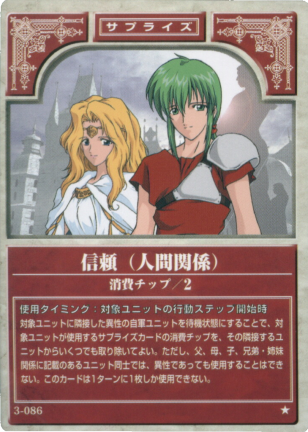 サプライズ
信頼（人間関係）
消費チップ／2
使用タイミング：対象ユニットの行動ステップ開始時
対象ユニットに隣接した異性の自軍ユニットを待機状態にすることで、対
象ユニットが使用するサプライズカードの消費チップを、その隣接するユ
ニットからいくつでも取り除いてよい。ただし、父、母、子、兄弟・姉妹
関係に記載のあるユニット同士では、異性であっても使用することはでき
ない。このカードは1ターンに1枚しか使用できない。
3-086
★